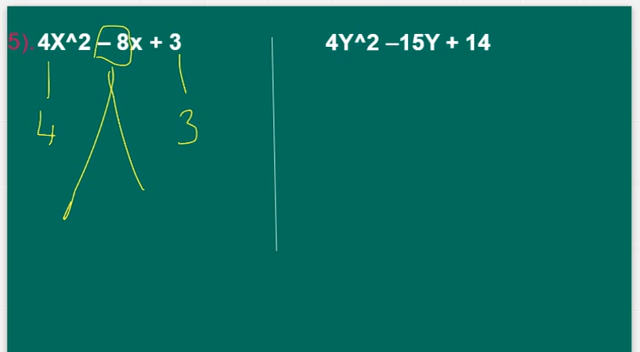 5). 4X^2 – 8x + 3
4 3
4Y^2 –15Y + 14